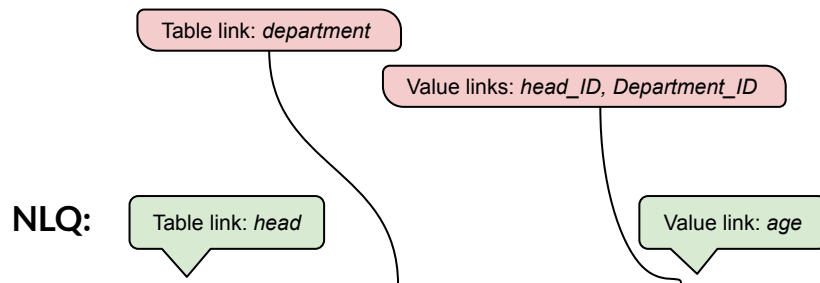 Table link: department
Value links: head_ID, Department_ID
NLQ:
Table link: head
Value link: age